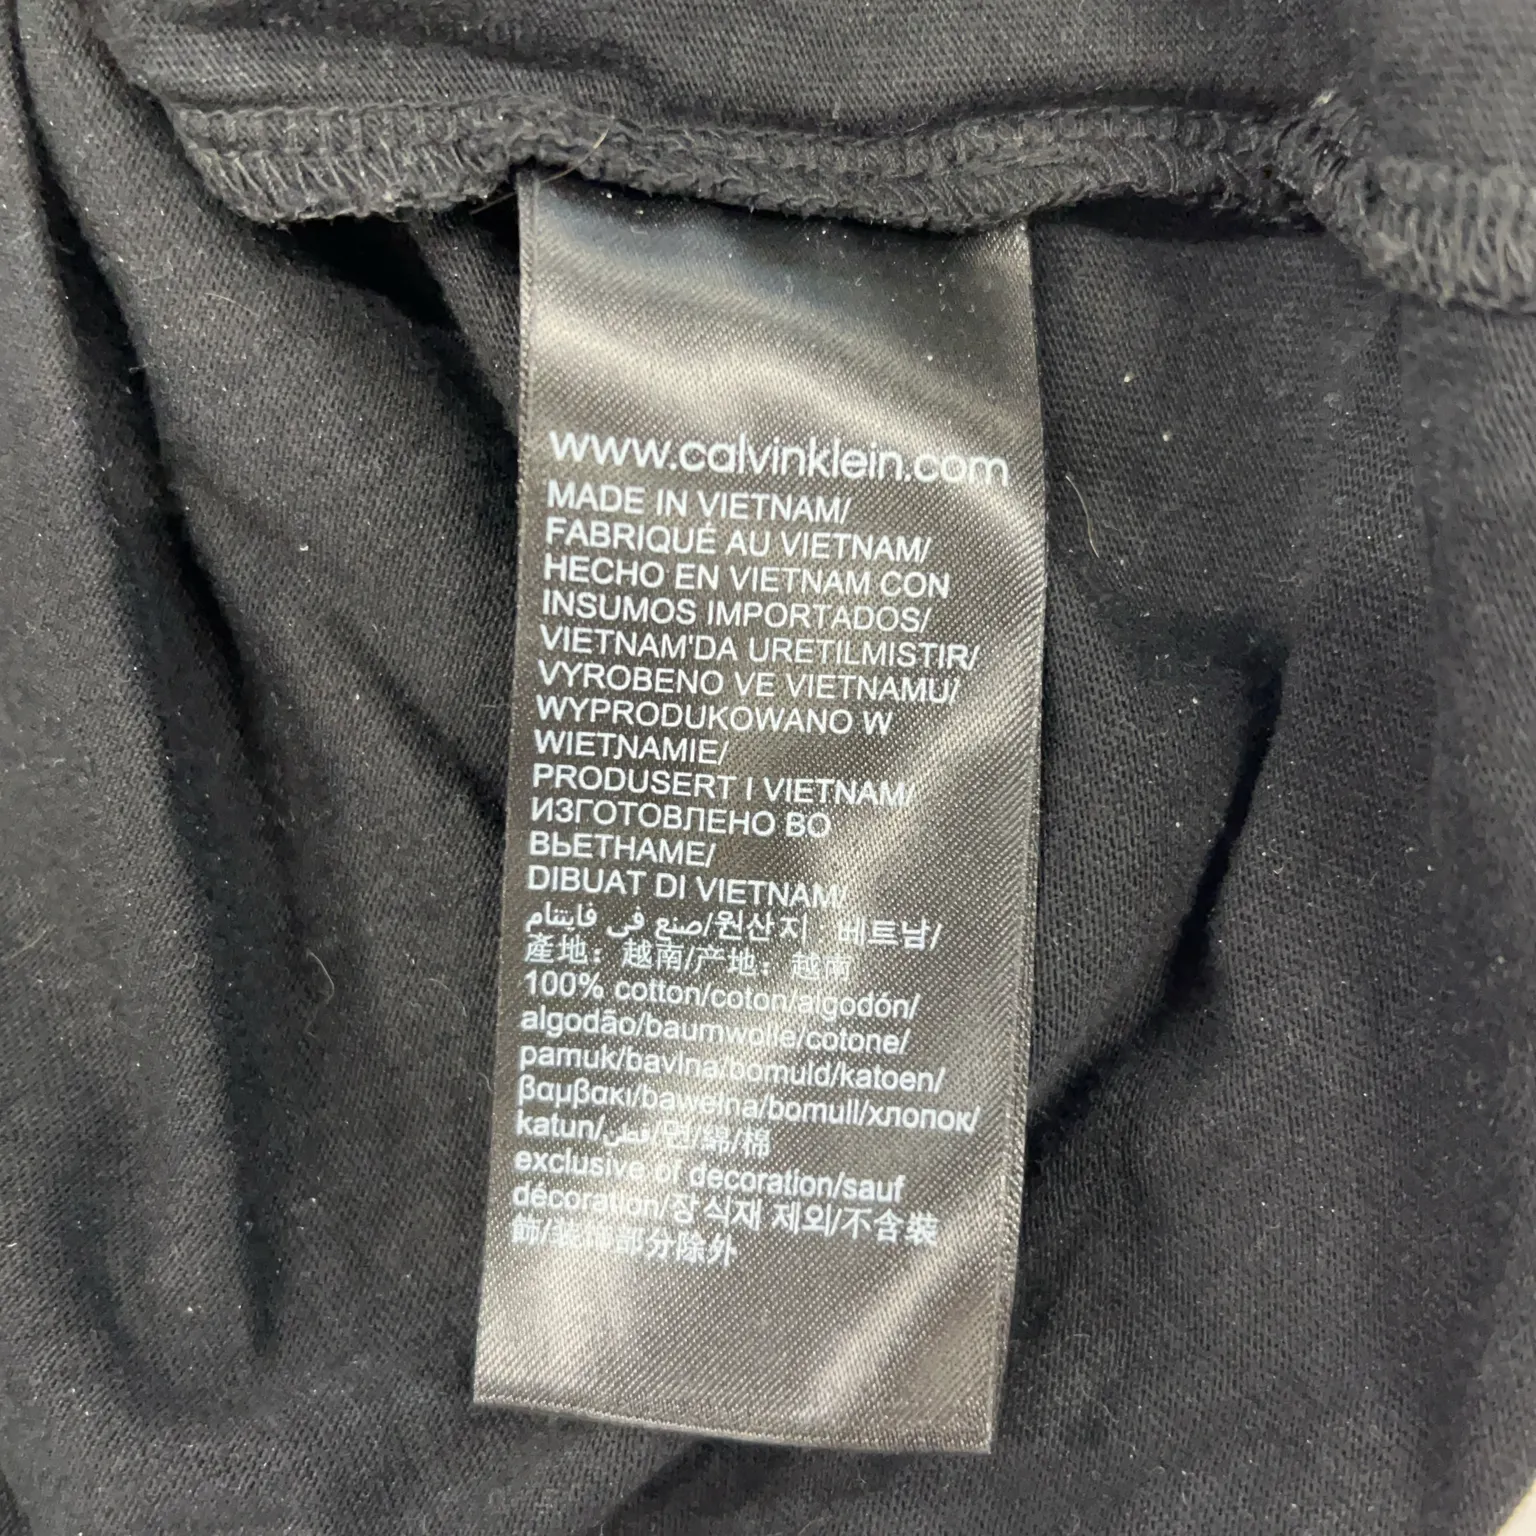 www.calvinklein.com
MADE IN VIETNAM/
FABRIQUÉ AU VIETNAM/
HECHO EN VIETNAM CON
INSUMOS IMPORTADOS/
VIETNAM'DA URETILMISTIR/
VYROBENO VE VIETNAMU/
WYPRODUKOWANO W
WIETNAMIE/
PRODUSERT I VIETNAM/
ИЗГОТОВЛЕНО ВО
ВЬЕТНАМЕ/
DIBUAT DI VIETNAM/
صنع في فايتنام/원산지 베트남/
產地：越南/产地：越南
100% cotton/coton/algodón/
algodão/baumwolle/cotone/
pamuk/bavlna/bomuld/katoen/
βαμβακι/bawełna/bomull/хлопок/
katun/قطن/면/綿/棉
exclusive of decoration/sauf
décoration/장식재 제외/不含裝
飾/装飾部分除外